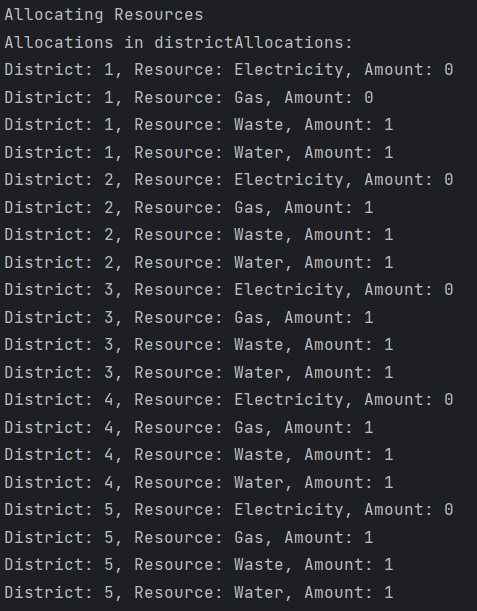 Allocating Resources
Allocations in districtAllocations:
District: 1, Resource: Electricity, Amount: 0
District: 1, Resource: Gas, Amount: 0
District: 1, Resource: Waste, Amount: 1
District: 1, Resource: Water, Amount: 1
District: 2, Resource: Electricity, Amount: 0
District: 2, Resource: Gas, Amount: 1
District: 2, Resource: Waste, Amount: 1
District: 2, Resource: Water, Amount: 1
District: 3, Resource: Electricity, Amount: 0
District: 3, Resource: Gas, Amount: 1
District: 3, Resource: Waste, Amount: 1
District: 3, Resource: Water, Amount: 1
District: 4, Resource: Electricity, Amount: 0
District: 4, Resource: Gas, Amount: 1
District: 4, Resource: Waste, Amount: 1
District: 4, Resource: Water, Amount: 1
District: 5, Resource: Electricity, Amount: 0
District: 5, Resource: Gas, Amount: 1
District: 5, Resource: Waste, Amount: 1
District: 5, Resource: Water, Amount: 1